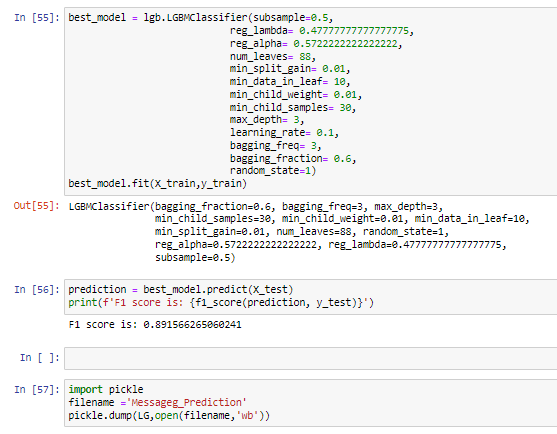 In [55]: best_model = lgb.LGBMClassifier(subsample=0.5,
reg_lambda= 0.47777777777777775,
reg_alpha= 0.5722222222222222,
num_leaves= 88,
min_split_gain= 0.01,
min_data_in_leaf= 10,
min_child_weight= 0.01,
min_child_samples= 30,
max_depth= 3,
learning_rate= 0.1,
bagging_freq= 3,
bagging_fraction= 0.6,
random_state=1)
best_model.fit(X_train,y_train)
Out[55]: LGBMClassifier(bagging_fraction=0.6, bagging_freq=3, max_depth=3,
min_child_samples=30, min_child_weight=0.01, min_data_in_leaf=10,
min_split_gain=0.01, num_leaves=88, random_state=1,
reg_alpha=0.5722222222222222, reg_lambda=0.47777777777777775,
subsample=0.5)
In [56]: prediction = best_model.predict(X_test)
print(f'F1 score is: {f1_score(prediction, y_test)}')
F1 score is: 0.891566265060241
In [ ]:
In [57]: import pickle
filename ='Messageg_Prediction'
pickle.dump(LG,open(filename,'wb'))